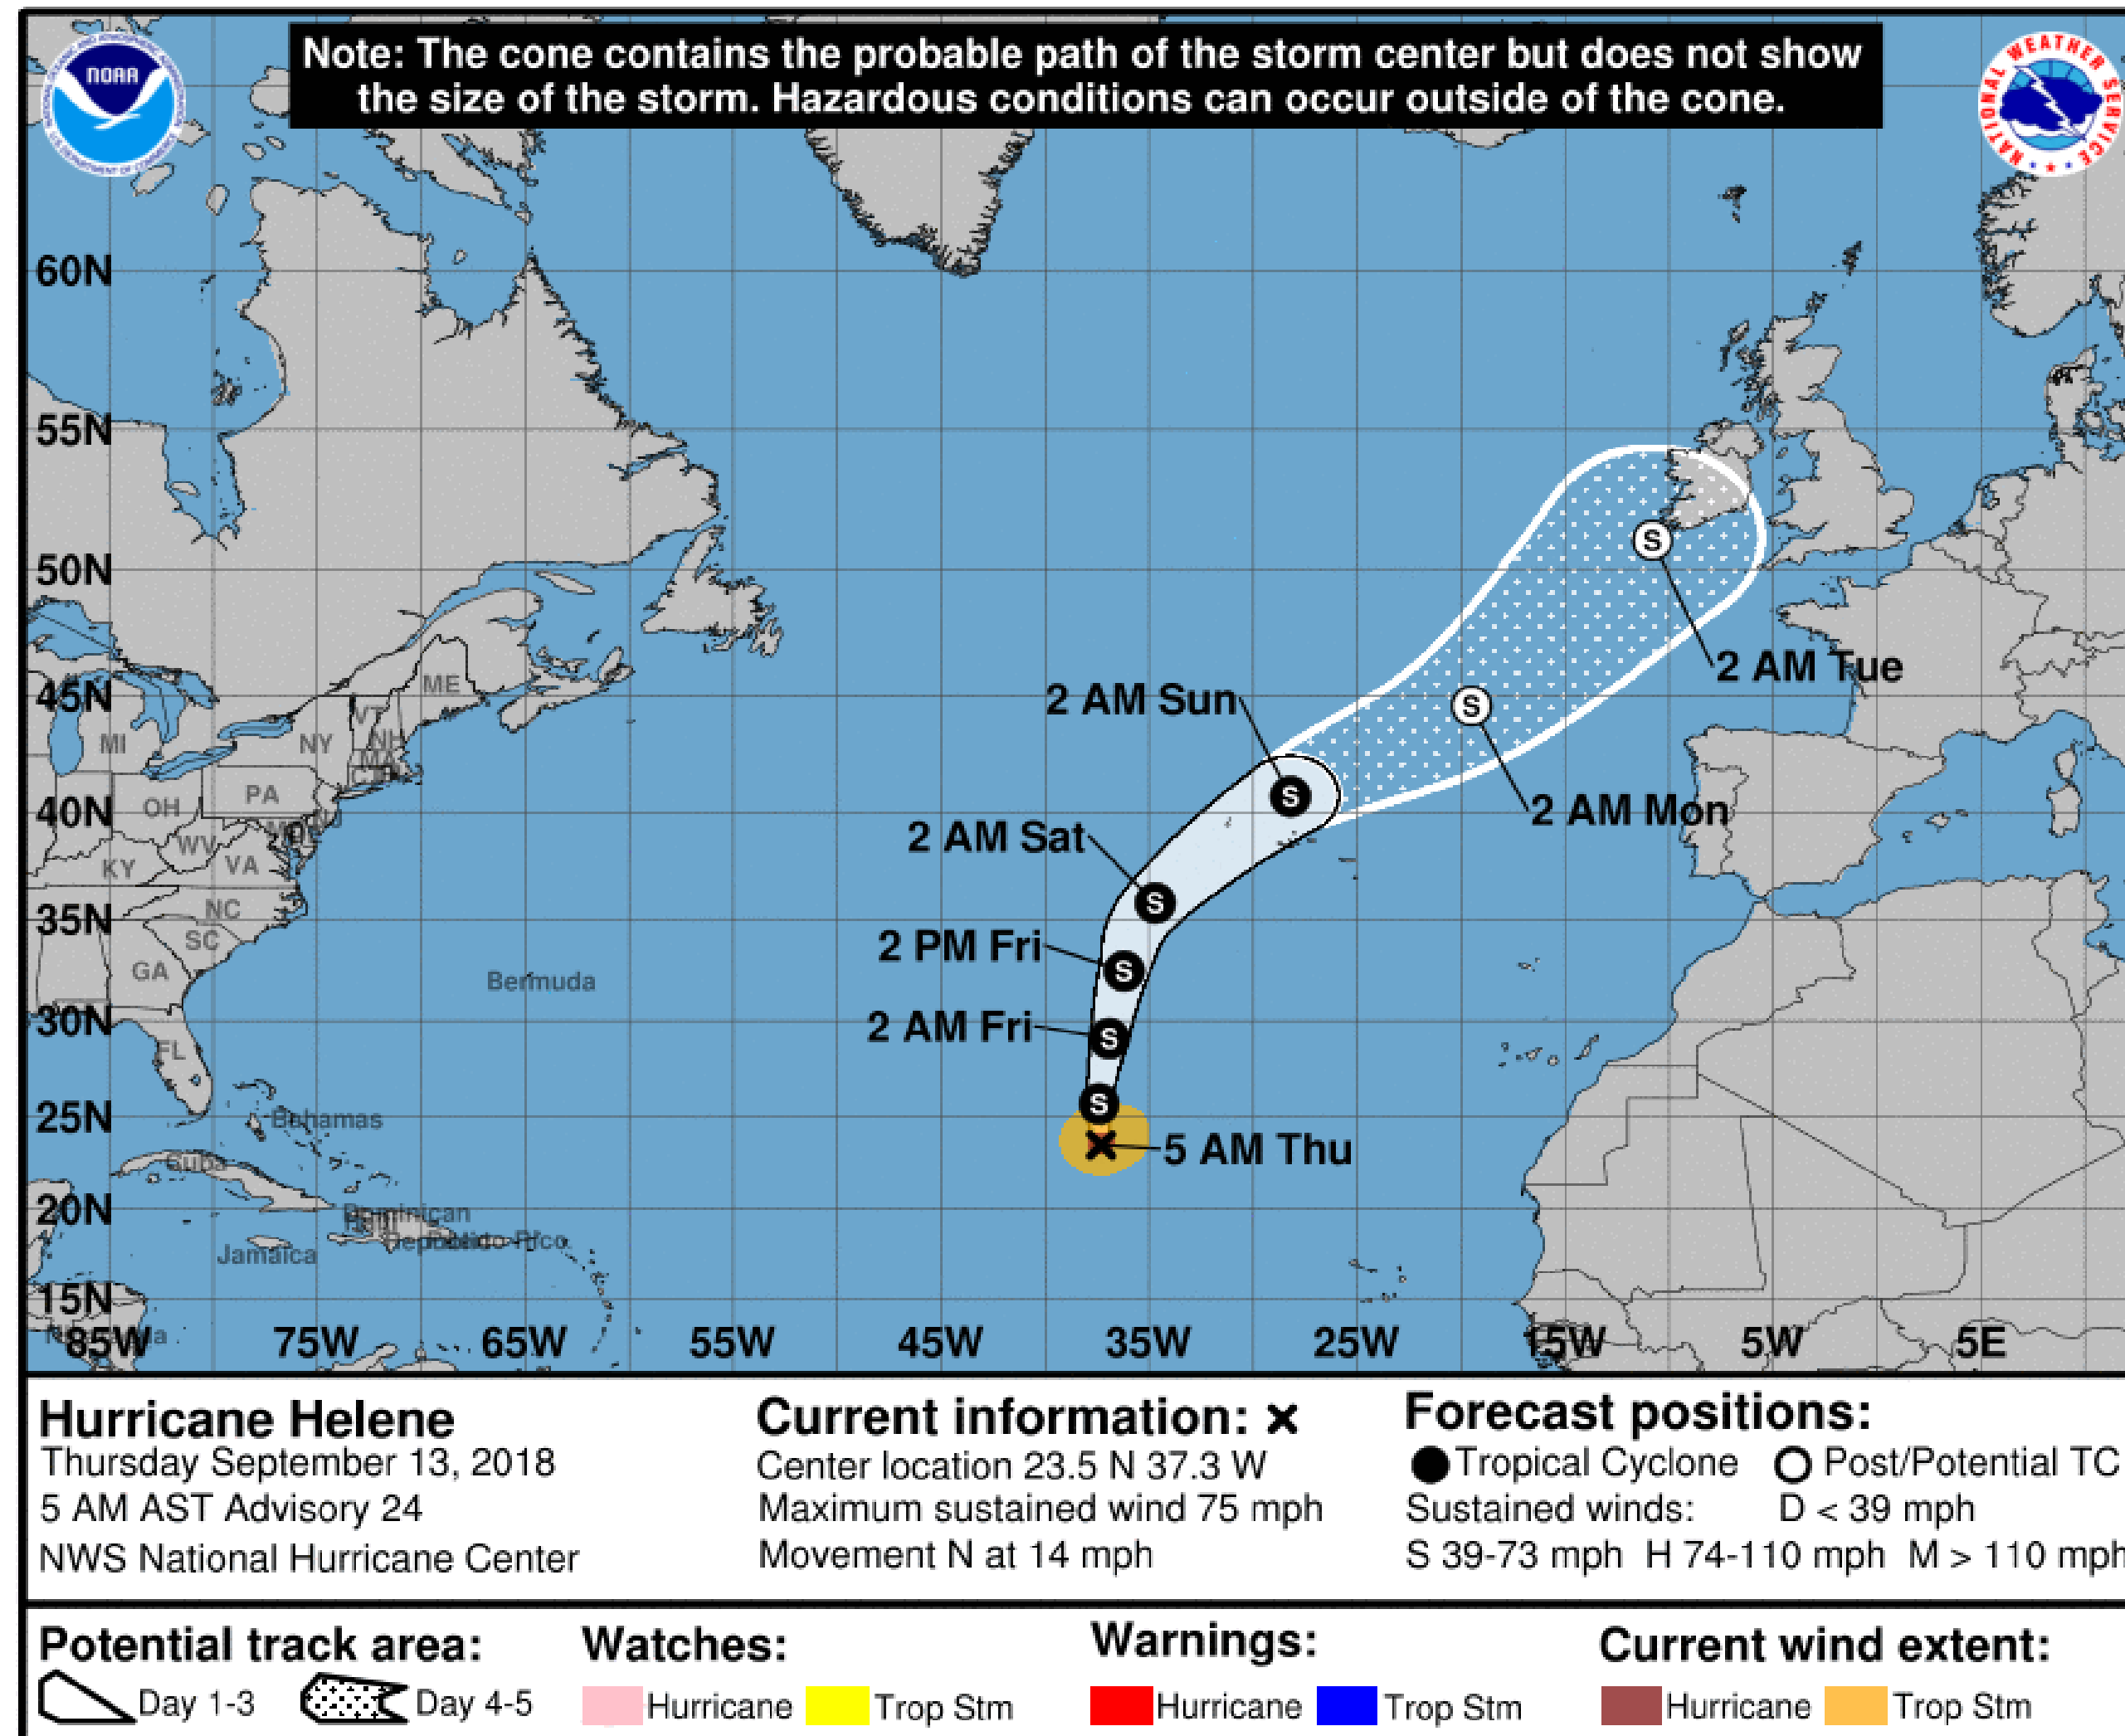 Note: The cone contains the probable path of the storm center but does not show
the size of the storm. Hazardous conditions can occur outside of the cone.
NOAA
NATIONAL WEATHER SERVICE
60N
55N
50N
45N
40N
35N
30N
25N
20N
15N
85W 75W 65W 55W 45W 35W 25W 15W 5W 5E
ME
VT
NH
MA
MI
NY
PA
OH
WV
KY
VA
NC
SC
GA
FL
Bermuda
Bahamas
Cuba
Jamaica
Dominican
2 AM Tue
2 AM Mon
2 AM Sun
2 AM Sat
2 PM Fri
2 AM Fri
5 AM Thu
S
S
S
S
S
S
S
Hurricane Helene
Thursday September 13, 2018
5 AM AST Advisory 24
NWS National Hurricane Center
Current information: x
Center location 23.5 N 37.3 W
Maximum sustained wind 75 mph
Movement N at 14 mph
Forecast positions:
Tropical Cyclone Post/Potential TC
Sustained winds: D < 39 mph
S 39-73 mph H 74-110 mph M > 110 mph
Potential track area:
Day 1-3 Day 4-5
Watches:
Hurricane Trop Stm
Warnings:
Hurricane Trop Stm
Current wind extent:
Hurricane Trop Stm